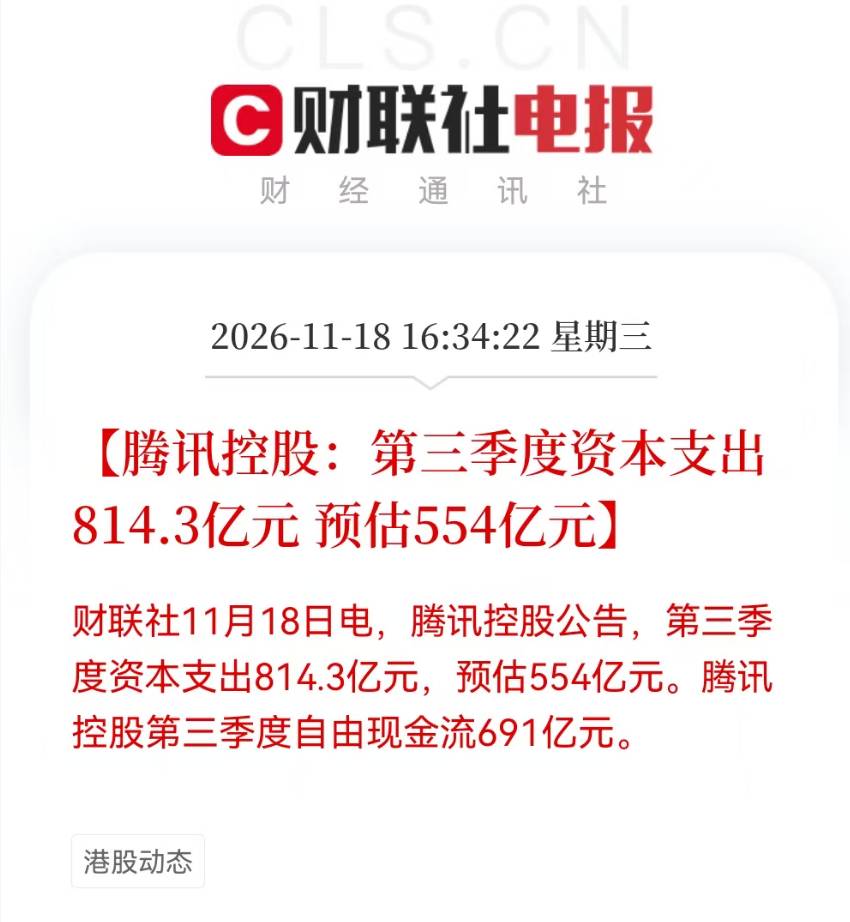 CLS.CN
C 财联社电报
财经通讯社
2026-11-18 16:34:22 星期三
【腾讯控股：第三季度资本支出
814.3亿元 预估554亿元】
财联社11月18日电，腾讯控股公告，第三季
度资本支出814.3亿元，预估554亿元。腾讯
控股第三季度自由现金流691亿元。
港股动态